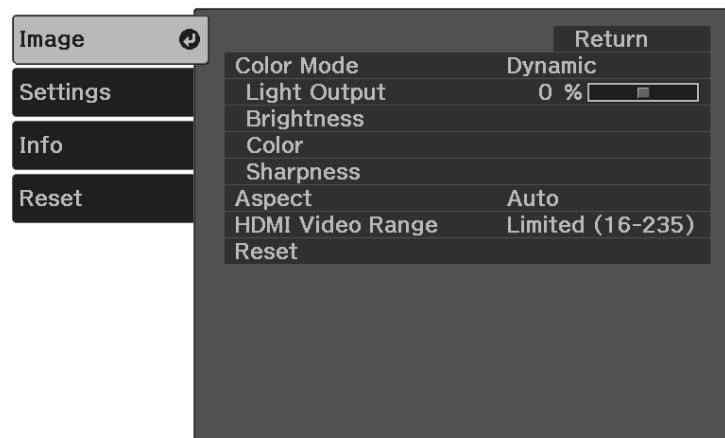 Image
Settings
Info
Reset
Return
Color Mode Dynamic
Light Output 0 %
Brightness
Color
Sharpness
Aspect Auto
HDMI Video Range Limited (16-235)
Reset